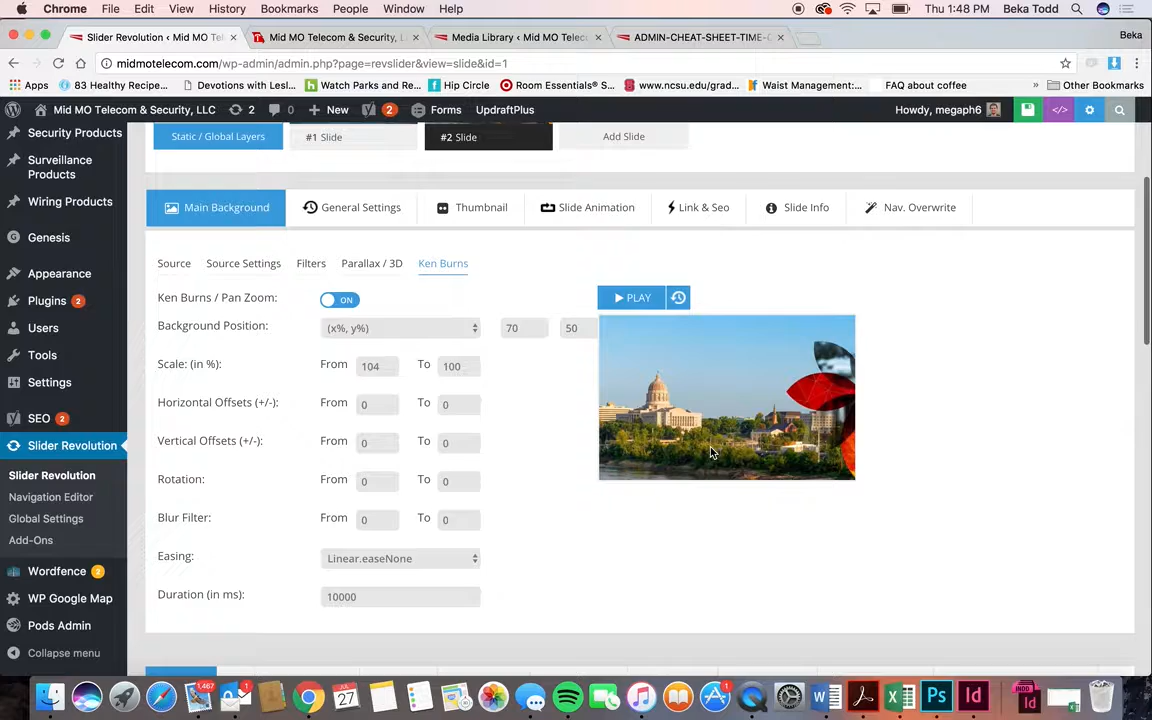 Chrome File Edit View History Bookmarks People Window Help Thu 1:48 PM Beka Todd
Slider Revolution ‹ Mid MO Te Mid MO Telecom & Security, L Media Library ‹ Mid MO Telec ADMIN-CHEAT-SHEET-TIME-C Beka
midmotelecom.com/wp-admin/admin.php?page=revslider&view=slide&id=1
Apps 83 Healthy Recipe... Devotions with Lesl... Watch Parks and Re... Hip Circle Room Essentials® S... www.ncsu.edu/grad... Waist Management:... FAQ about coffee » Other Bookmarks
Mid MO Telecom & Security, LLC 2 0 + New 2 Forms UpdraftPlus Howdy, megaph6 </>
Security Products
Surveillance
Products
Wiring Products
Genesis
Appearance
Plugins 2
Users
Tools
Settings
SEO 2
Slider Revolution
Slider Revolution
Navigation Editor
Global Settings
Add-Ons
Wordfence 2
WP Google Map
Pods Admin
Collapse menu
Static / Global Layers #1 Slide #2 Slide Add Slide
Main Background General Settings Thumbnail Slide Animation Link & Seo Slide Info Nav. Overwrite
Source Source Settings Filters Parallax / 3D Ken Burns
Ken Burns / Pan Zoom: ON
PLAY
Background Position: (x%, y%) 70 50
Scale: (in %): From 104 To 100
Horizontal Offsets (+/-): From 0 To 0
Vertical Offsets (+/-): From 0 To 0
Rotation: From 0 To 0
Blur Filter: From 0 To 0
Easing: Linear.easeNone
Duration (in ms): 10000
1,467 1 JUL 27 1 W X Ps Id INDD Id